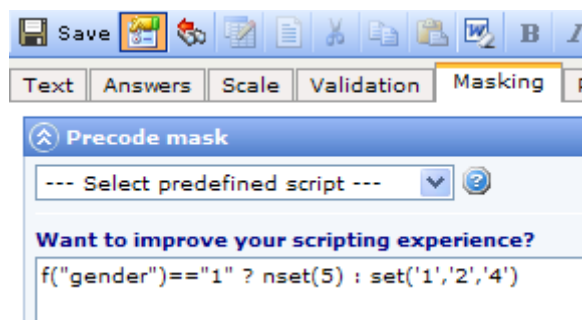 Save B I
Text Answers Scale Validation Masking
Precode mask
--- Select predefined script ---
Want to improve your scripting experience?
f("gender")=="1" ? nset(5) : set('1','2','4')